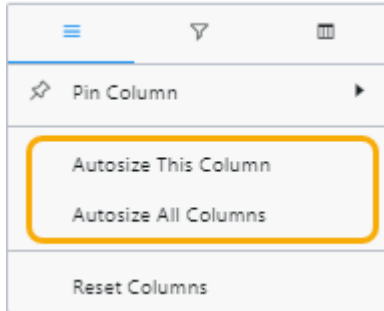 Pin Column
Autosize This Column
Autosize All Columns
Reset Columns